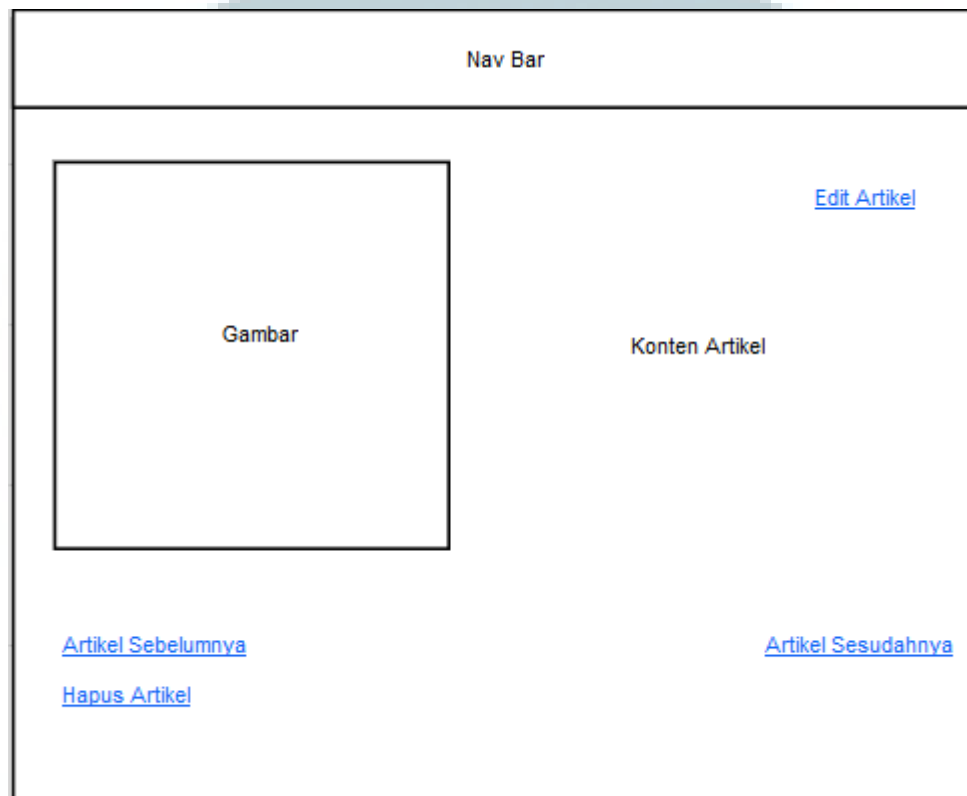 Nav Bar
Edit Artikel
Gambar
Konten Artikel
Artikel Sebelumnya
Artikel Sesudahnya
Hapus Artikel